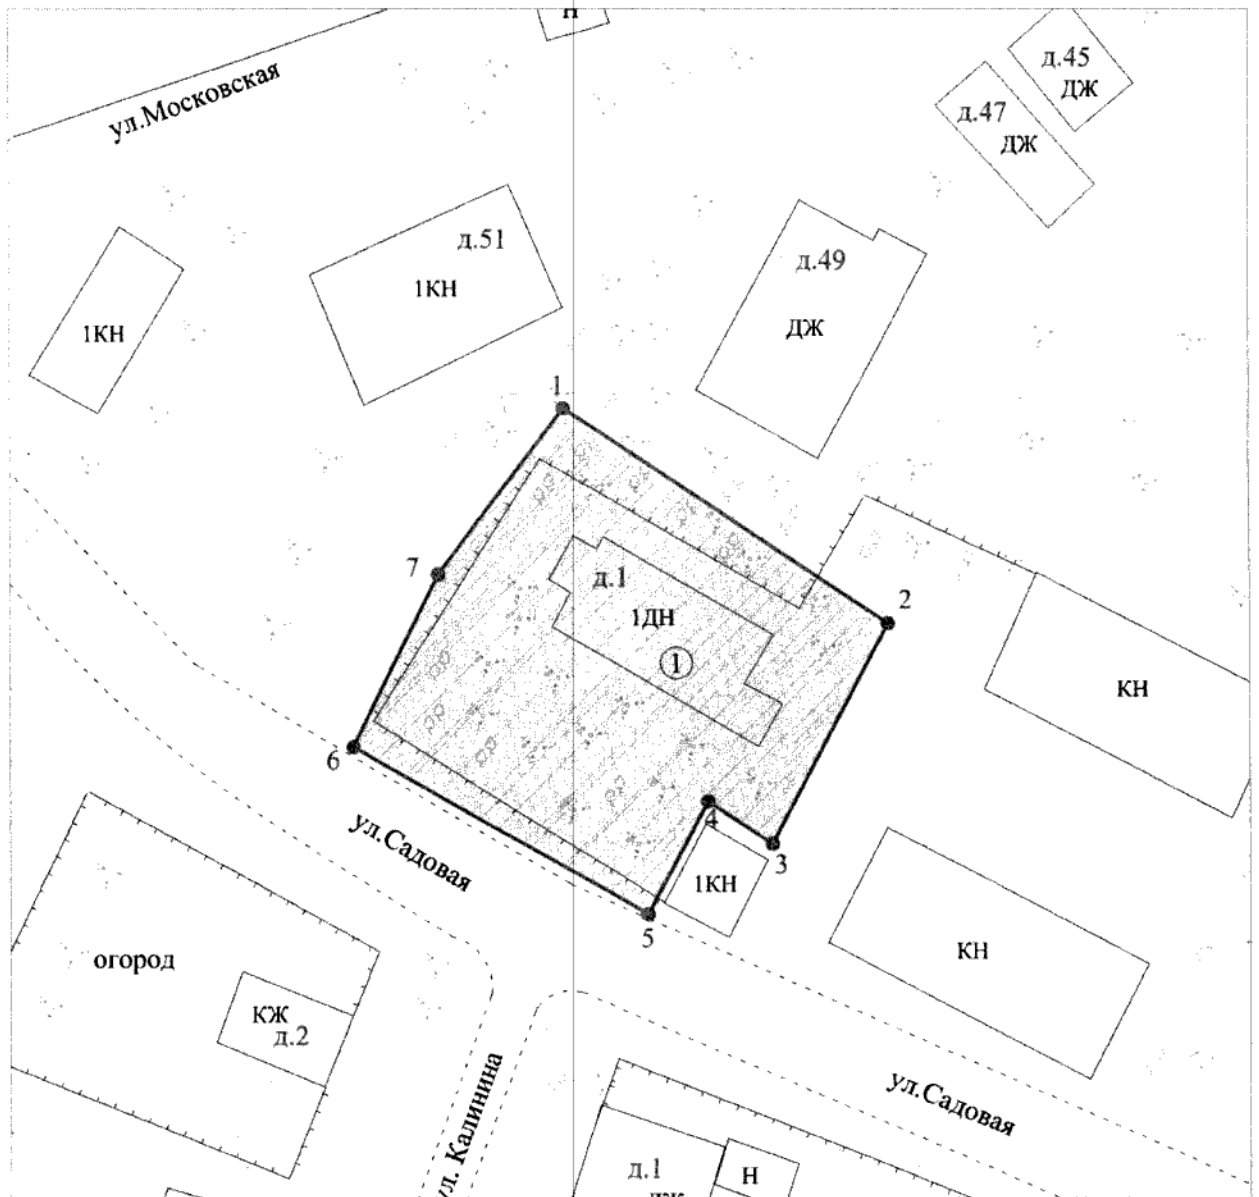 Н
ул.Московская
д.45
ДЖ
д.47
ДЖ
д.51
1КН
1КН
д.49
ДЖ
1
2
7
д.1
1ДН
1
КН
6
4
3
ул.Садовая
1КН
5
огород
КН
КЖ
д.2
ул. Калинина
ул.Садовая
д.1
ДЖ
Н